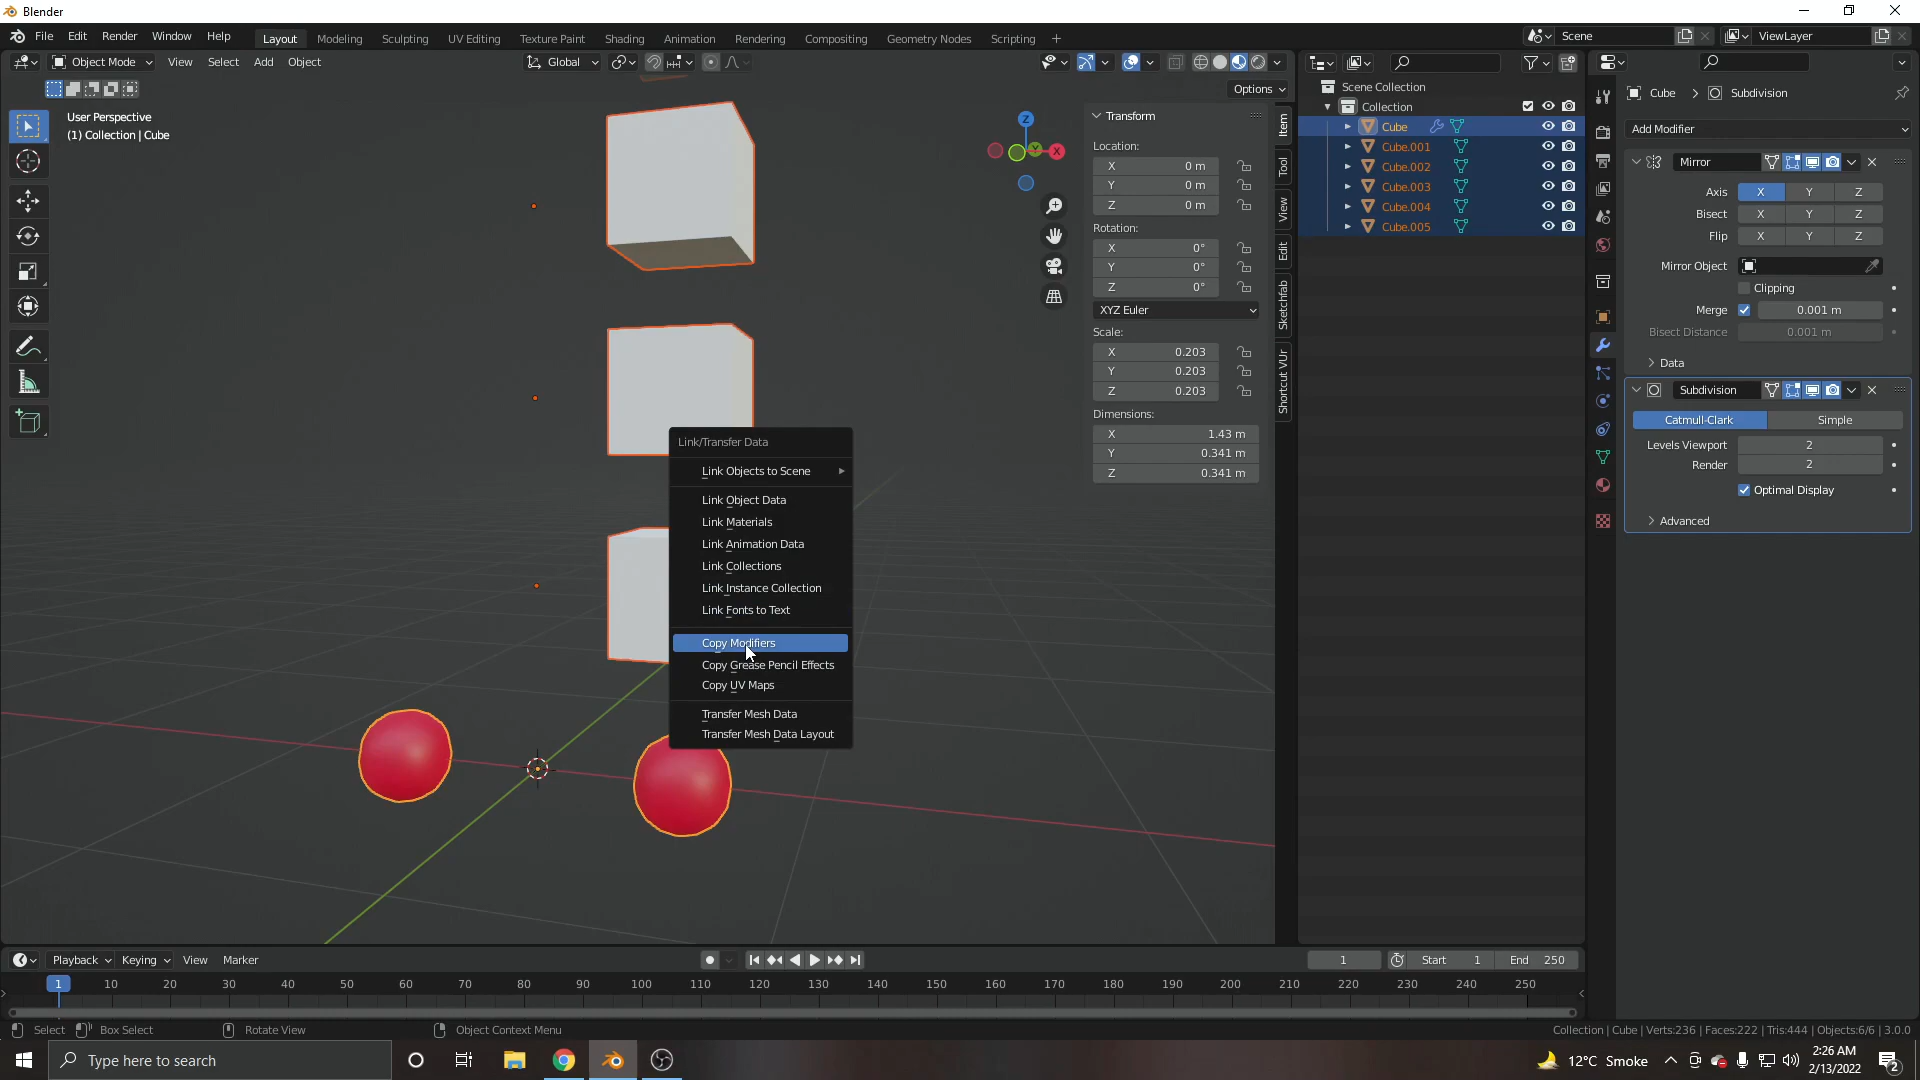 Blender
File Edit Render Window Help Layout Modeling Sculpting UV Editing Texture Paint Shading Animation Rendering Compositing Geometry Nodes Scripting + Scene ViewLayer
Object Mode View Select Add Object Global
Options
User Perspective
(1) Collection | Cube
Z
Y
X
Transform
Location:
X 0 m
Y 0 m
Z 0 m
Rotation:
X 0°
Y 0°
Z 0°
XYZ Euler
Scale:
X 0.203
Y 0.203
Z 0.203
Dimensions:
X 1.43 m
Y 0.341 m
Z 0.341 m
Item
Tool
View
Edit
Sketchfab
Shortcut VUr
Scene Collection
Collection
Cube
Cube.001
Cube.002
Cube.003
Cube.004
Cube.005
Cube > Subdivision
Add Modifier
Mirror
Axis X Y Z
Bisect X Y Z
Flip X Y Z
Mirror Object
Clipping
Merge 0.001 m
Bisect Distance 0.001 m
Data
Subdivision
Catmull-Clark Simple
Levels Viewport 2
Render 2
Optimal Display
Advanced
Link/Transfer Data
Link Objects to Scene
Link Object Data
Link Materials
Link Animation Data
Link Collections
Link Instance Collection
Link Fonts to Text
Copy Modifiers
Copy Grease Pencil Effects
Copy UV Maps
Transfer Mesh Data
Transfer Mesh Data Layout
Playback Keying View Marker 1 Start 1 End 250
1 10 20 30 40 50 60 70 80 90 100 110 120 130 140 150 160 170 180 190 200 210 220 230 240 250
Select Box Select Rotate View Object Context Menu Collection | Cube | Verts:236 | Faces:222 | Tris:444 | Objects:6/6 | 3.0.0
Type here to search 12°C Smoke 2:26 AM
2/13/2022 2